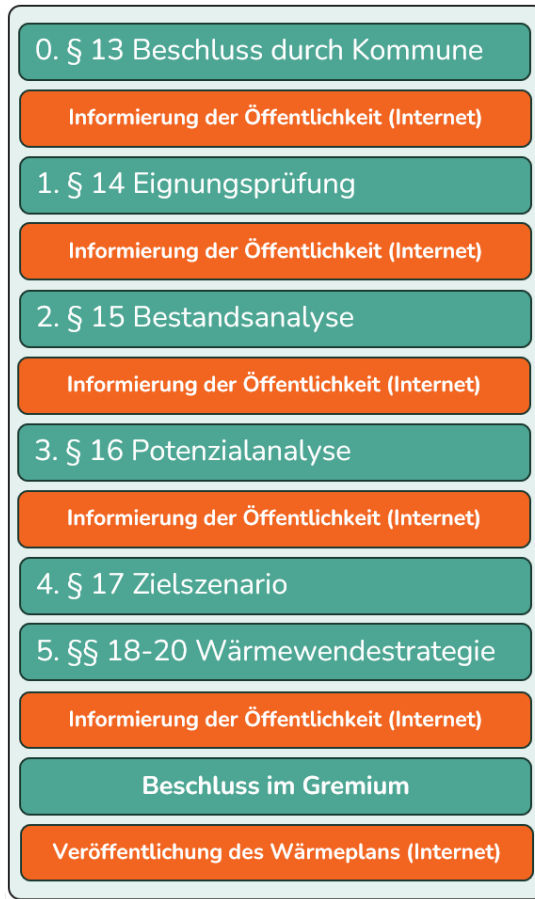 0. § 13 Beschluss durch Kommune
Informierung der Öffentlichkeit (Internet)
1. § 14 Eignungsprüfung
Informierung der Öffentlichkeit (Internet)
2. § 15 Bestandsanalyse
Informierung der Öffentlichkeit (Internet)
3. § 16 Potenzialanalyse
Informierung der Öffentlichkeit (Internet)
4. § 17 Zielszenario
5. §§ 18-20 Wärmewendestrategie
Informierung der Öffentlichkeit (Internet)
Beschluss im Gremium
Veröffentlichung des Wärmeplans (Internet)